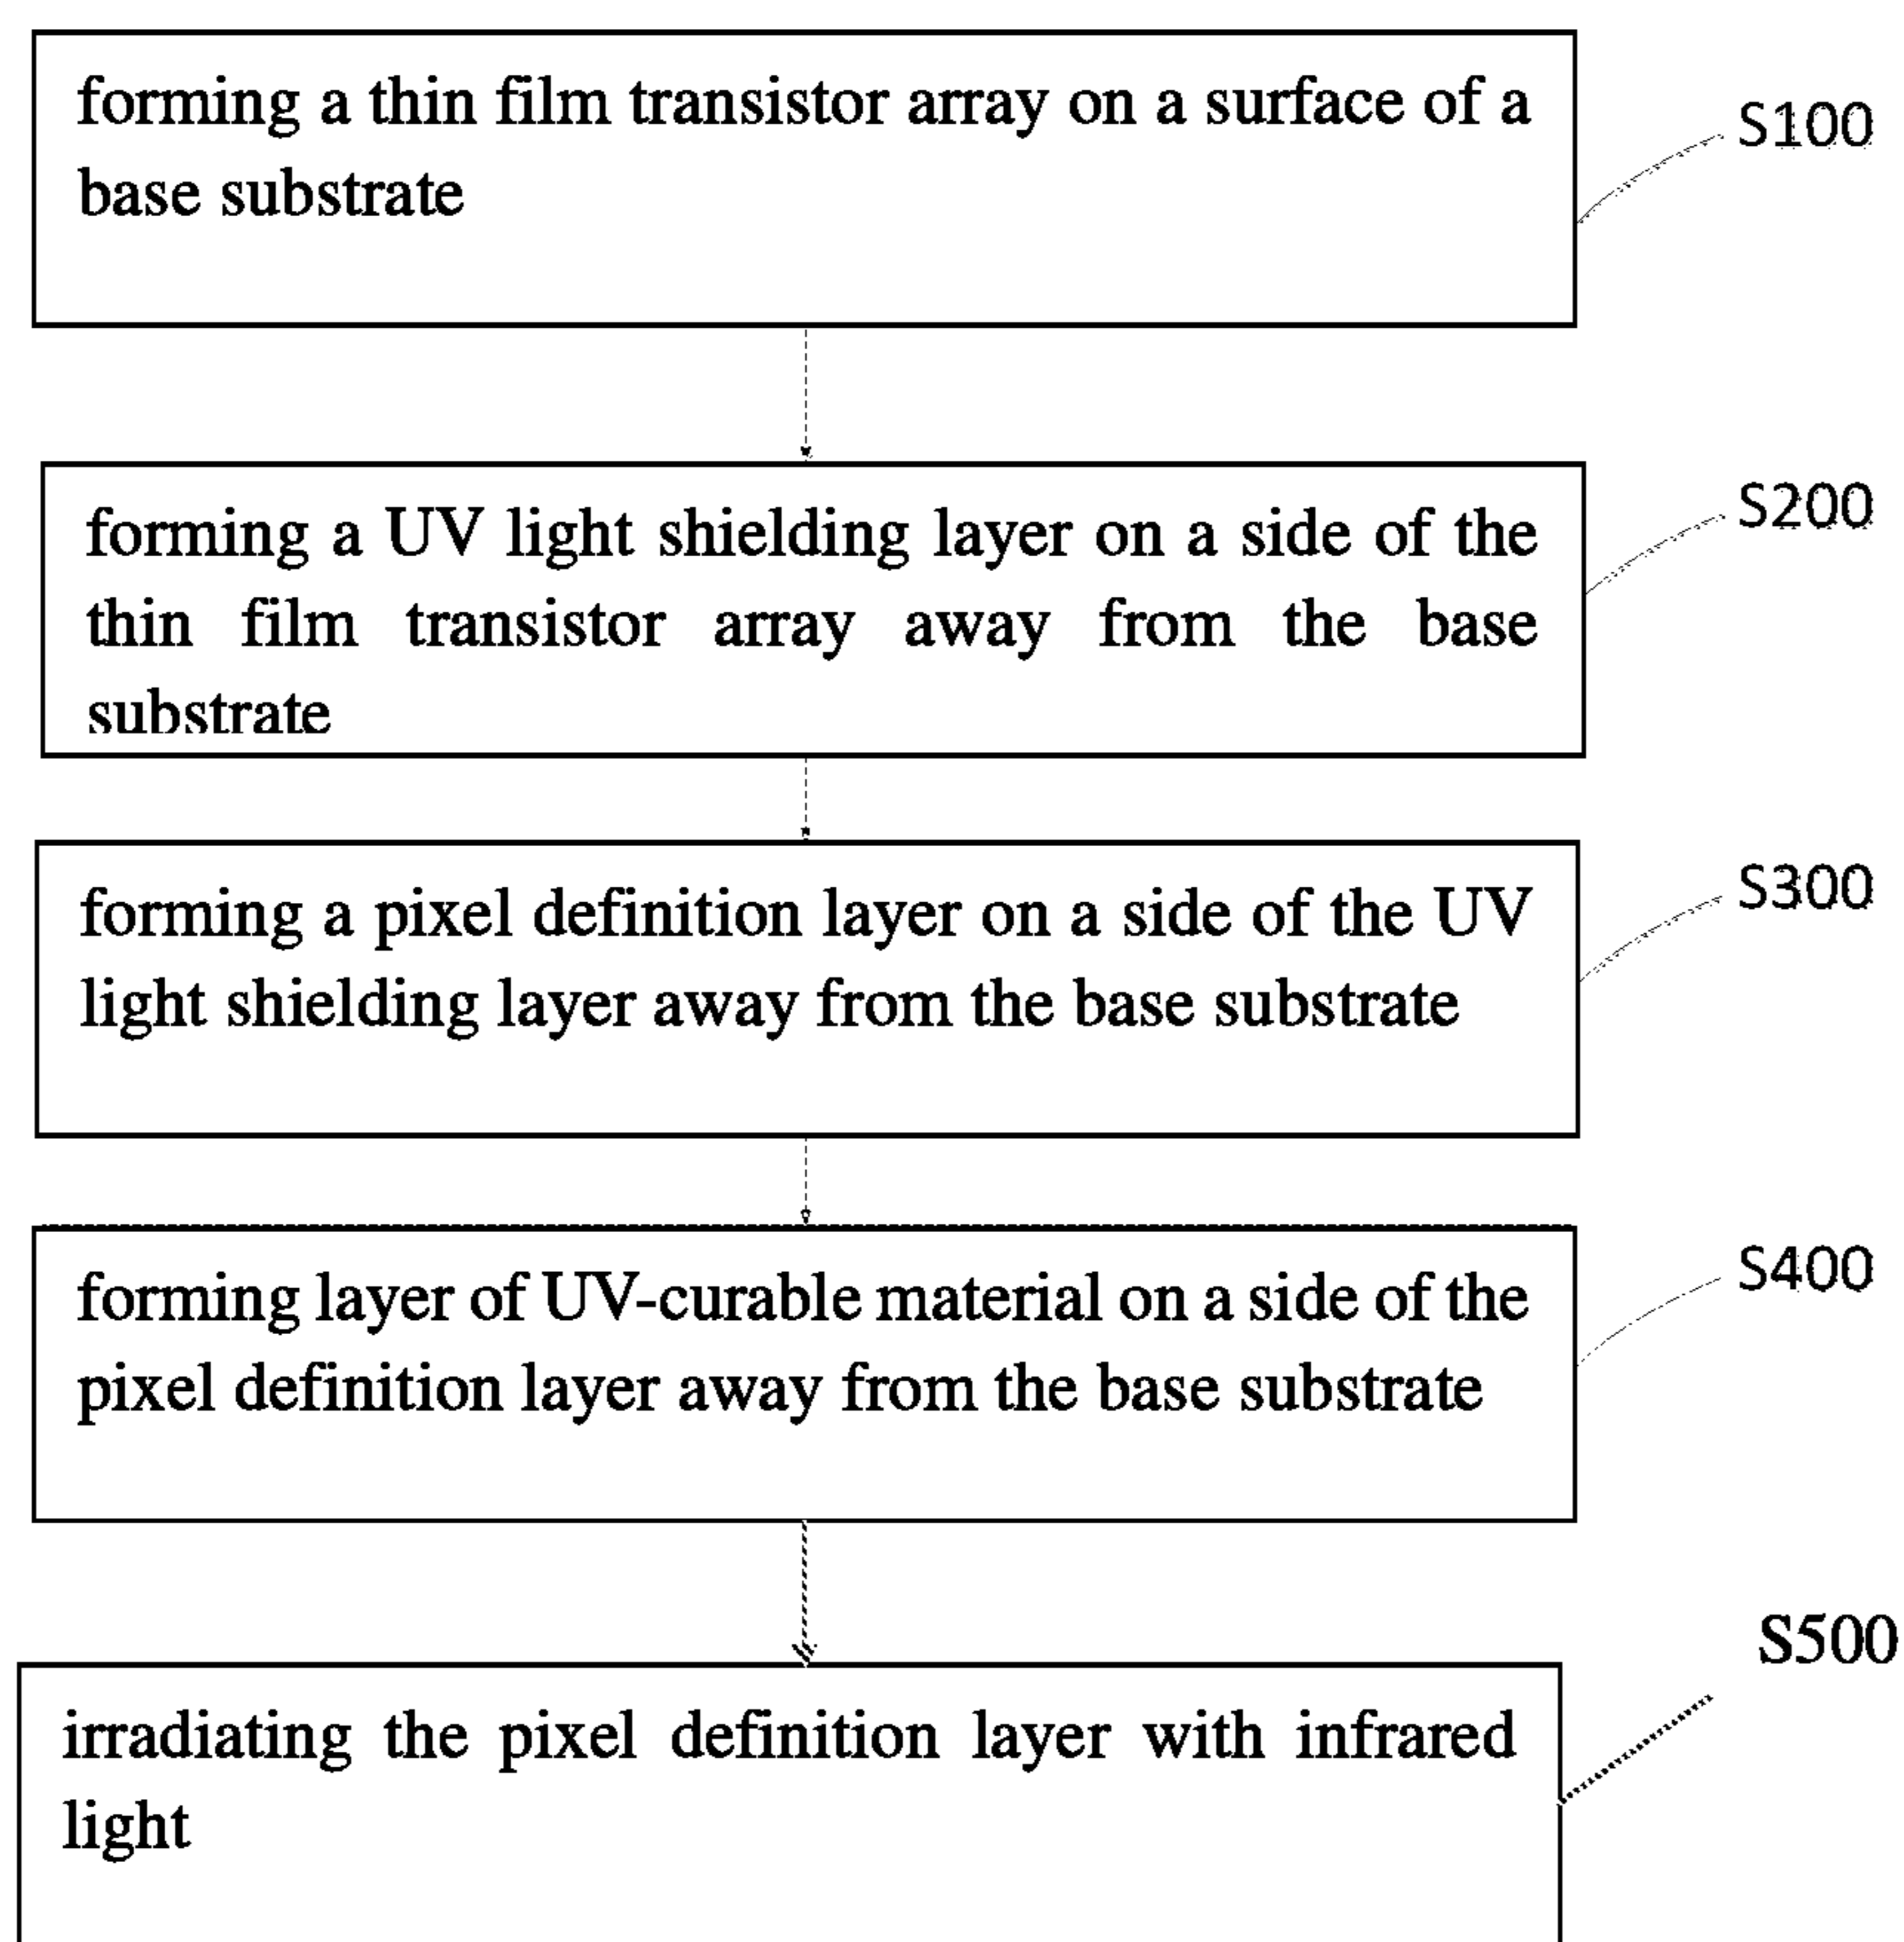 forming a thin film transistor array on a surface of a
base substrate
S100
forming a UV light shielding layer on a side of the
thin film transistor array away from the base
substrate
S200
forming a pixel definition layer on a side of the UV
light shielding layer away from the base substrate
S300
forming layer of UV-curable material on a side of the
pixel definition layer away from the base substrate
S400
irradiating the pixel definition layer with infrared
light
S500